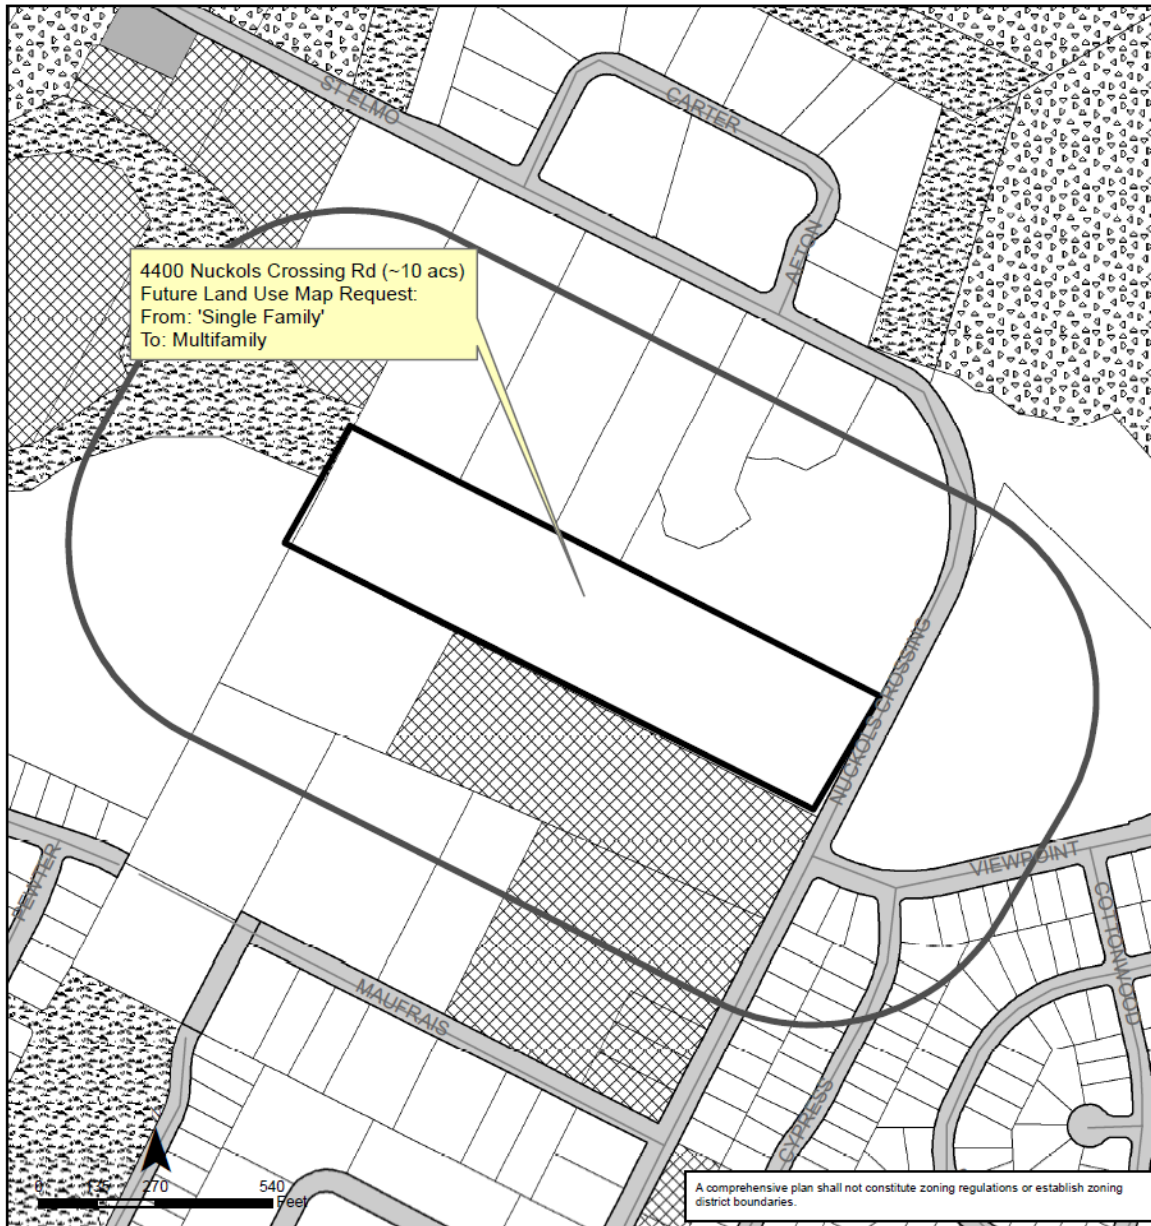 ST ELMO
CARTER
AFTON
4400 Nuckols Crossing Rd (~10 acs)
Future Land Use Map Request:
From: 'Single Family'
To: Multifamily
NUCKOLS CROSSING
VIEWPOINT
PEWTER
COTTONWOOD
MAUFRAIS
CYPRESS
0 135 270 540
Feet
A comprehensive plan shall not constitute zoning regulations or establish zoning
district boundaries.